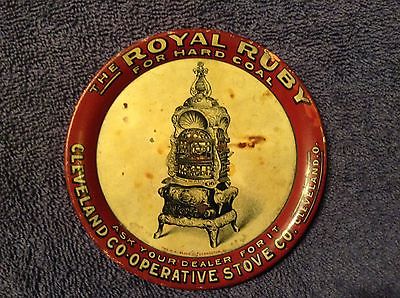 THE ROYAL RUBY
FOR HARD COAL
ASK YOUR DEALER FOR IT
CLEVELAND CO-OPERATIVE STOVE CO. CLEVELAND, O.